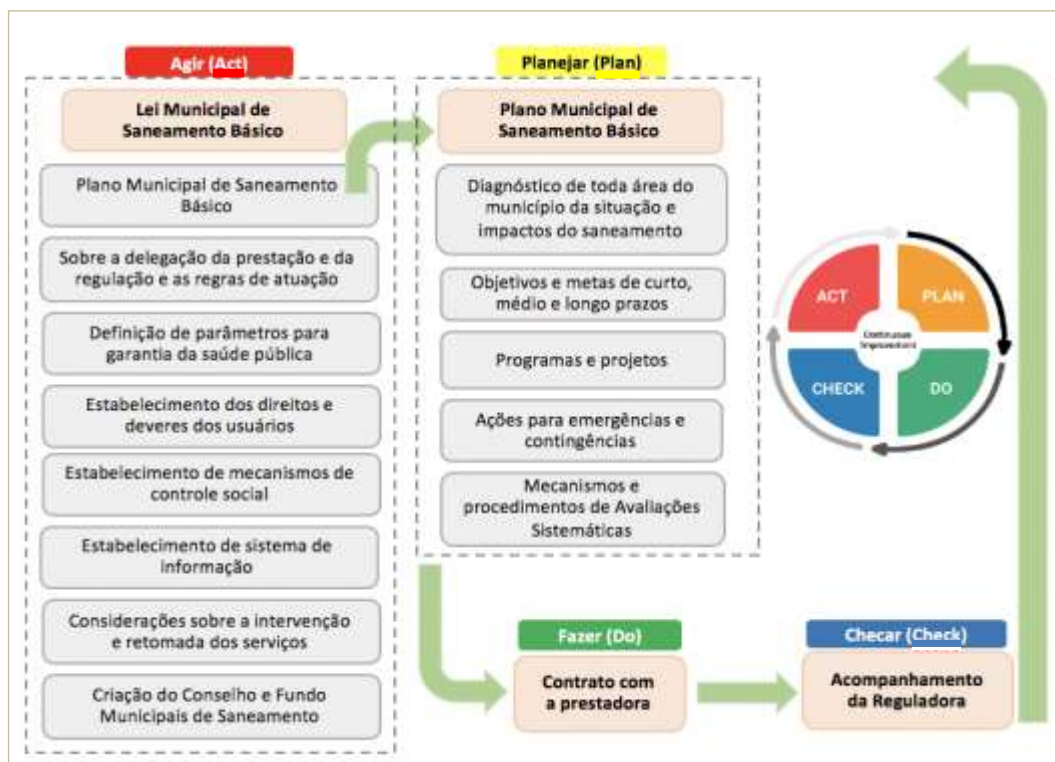 Agir (Act)
Lei Municipal de
Saneamento Básico
Plano Municipal de Saneamento
Básico
Sobre a delegação da prestação e da
regulação e as regras de atuação
Definição de parâmetros para
garantia da saúde pública
Estabelecimento dos direitos e
deveres dos usuários
Estabelecimento de mecanismos de
controle social
Estabelecimento de sistema de
informação
Considerações sobre a intervenção
e retomada dos serviços
Criação do Conselho e Fundo
Municipais de Saneamento
Planejar (Plan)
Plano Municipal de
Saneamento Básico
Diagnóstico de toda área do
município da situação e
impactos do saneamento
Objetivos e metas de curto,
médio e longo prazos
Programas e projetos
Ações para emergências e
contingências
Mecanismos e
procedimentos de Avaliações
Sistemáticas
ACT
PLAN
Continuous
Improvement
CHECK
DO
Fazer (Do)
Contrato com
a prestadora
Checar (Check)
Acompanhamento
da Reguladora